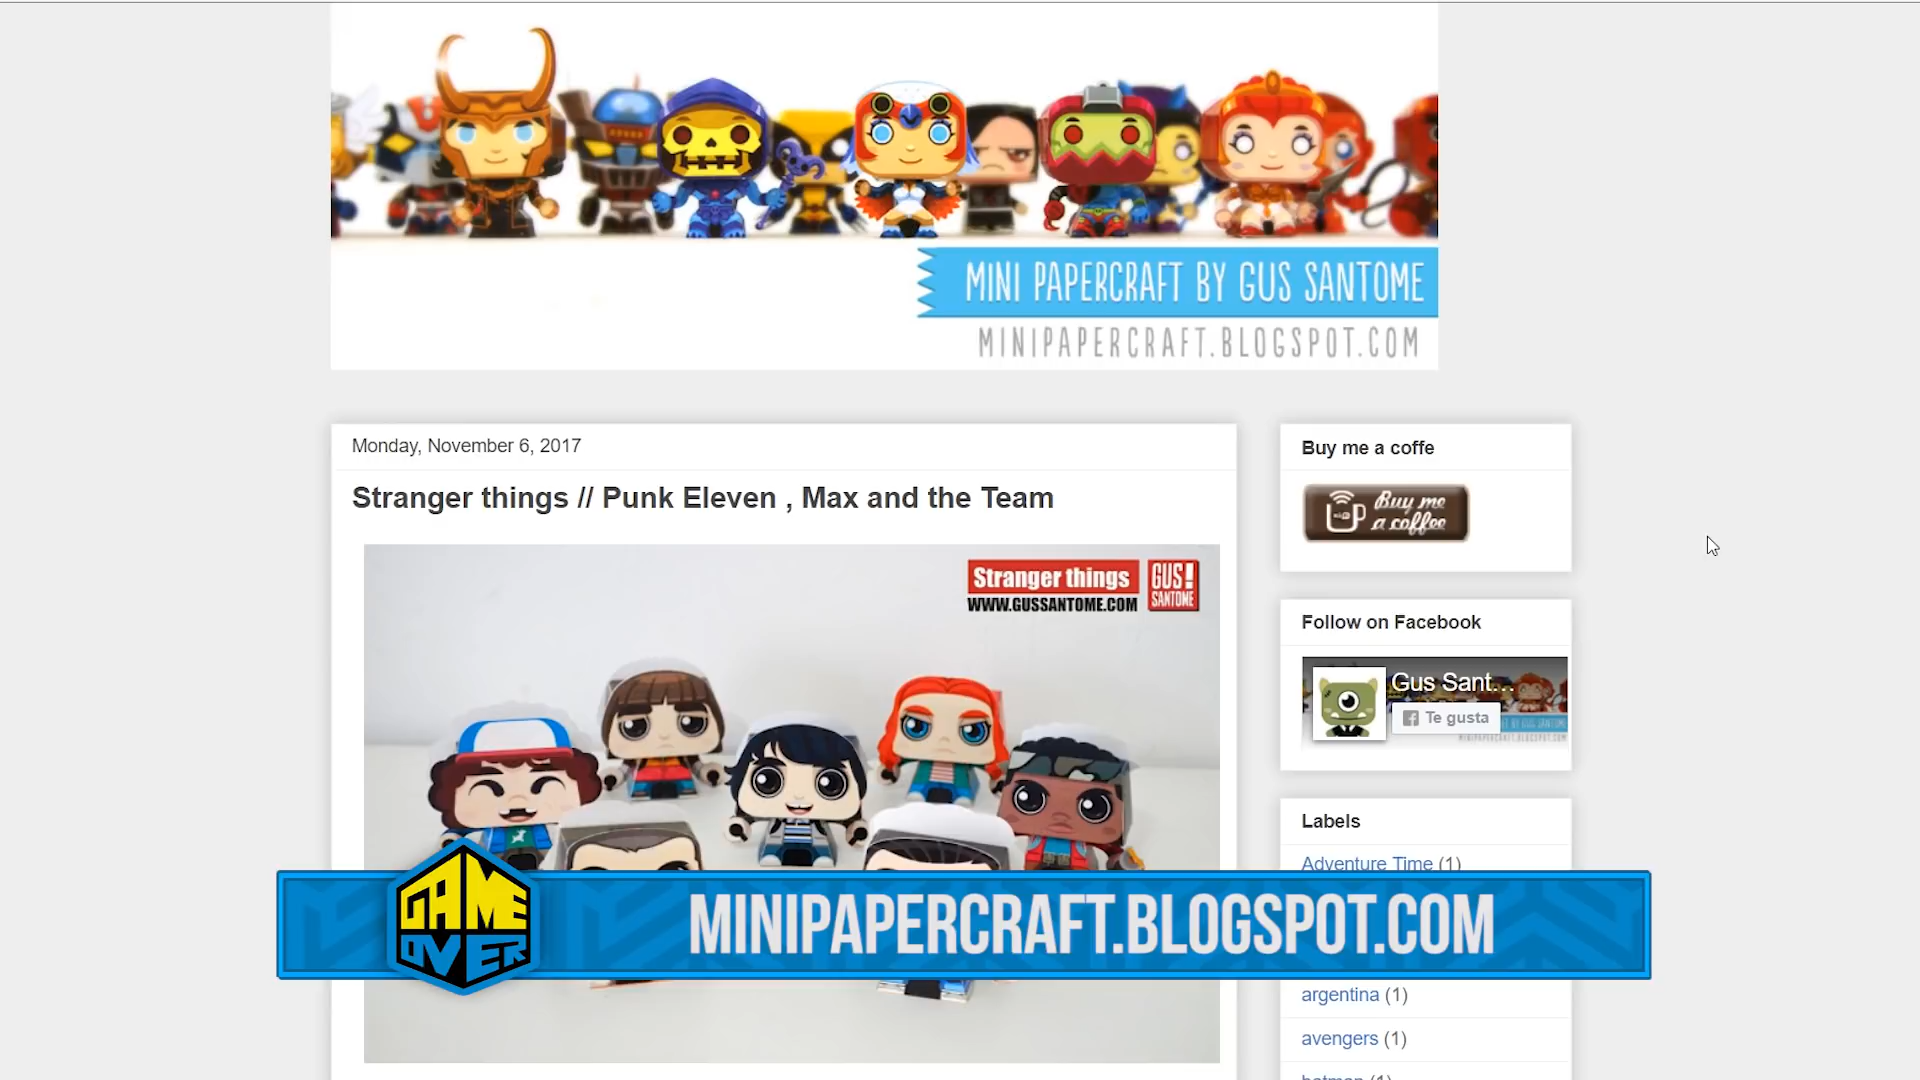 MINI PAPERCRAFT BY GUS SANTOME
MINIPAPERCRAFT.BLOGSPOT.COM
Monday, November 6, 2017
Stranger things // Punk Eleven , Max and the Team
Stranger things
WWW.GUSSANTOME.COM
GUS!
SANTOME
Buy me a coffe
Buy me
a coffee
Follow on Facebook
Gus Sant...
Te gusta
Labels
Adventure Time (1)
GAME
OVER
MINIPAPERCRAFT.BLOGSPOT.COM
argentina (1)
avengers (1)
batman (1)